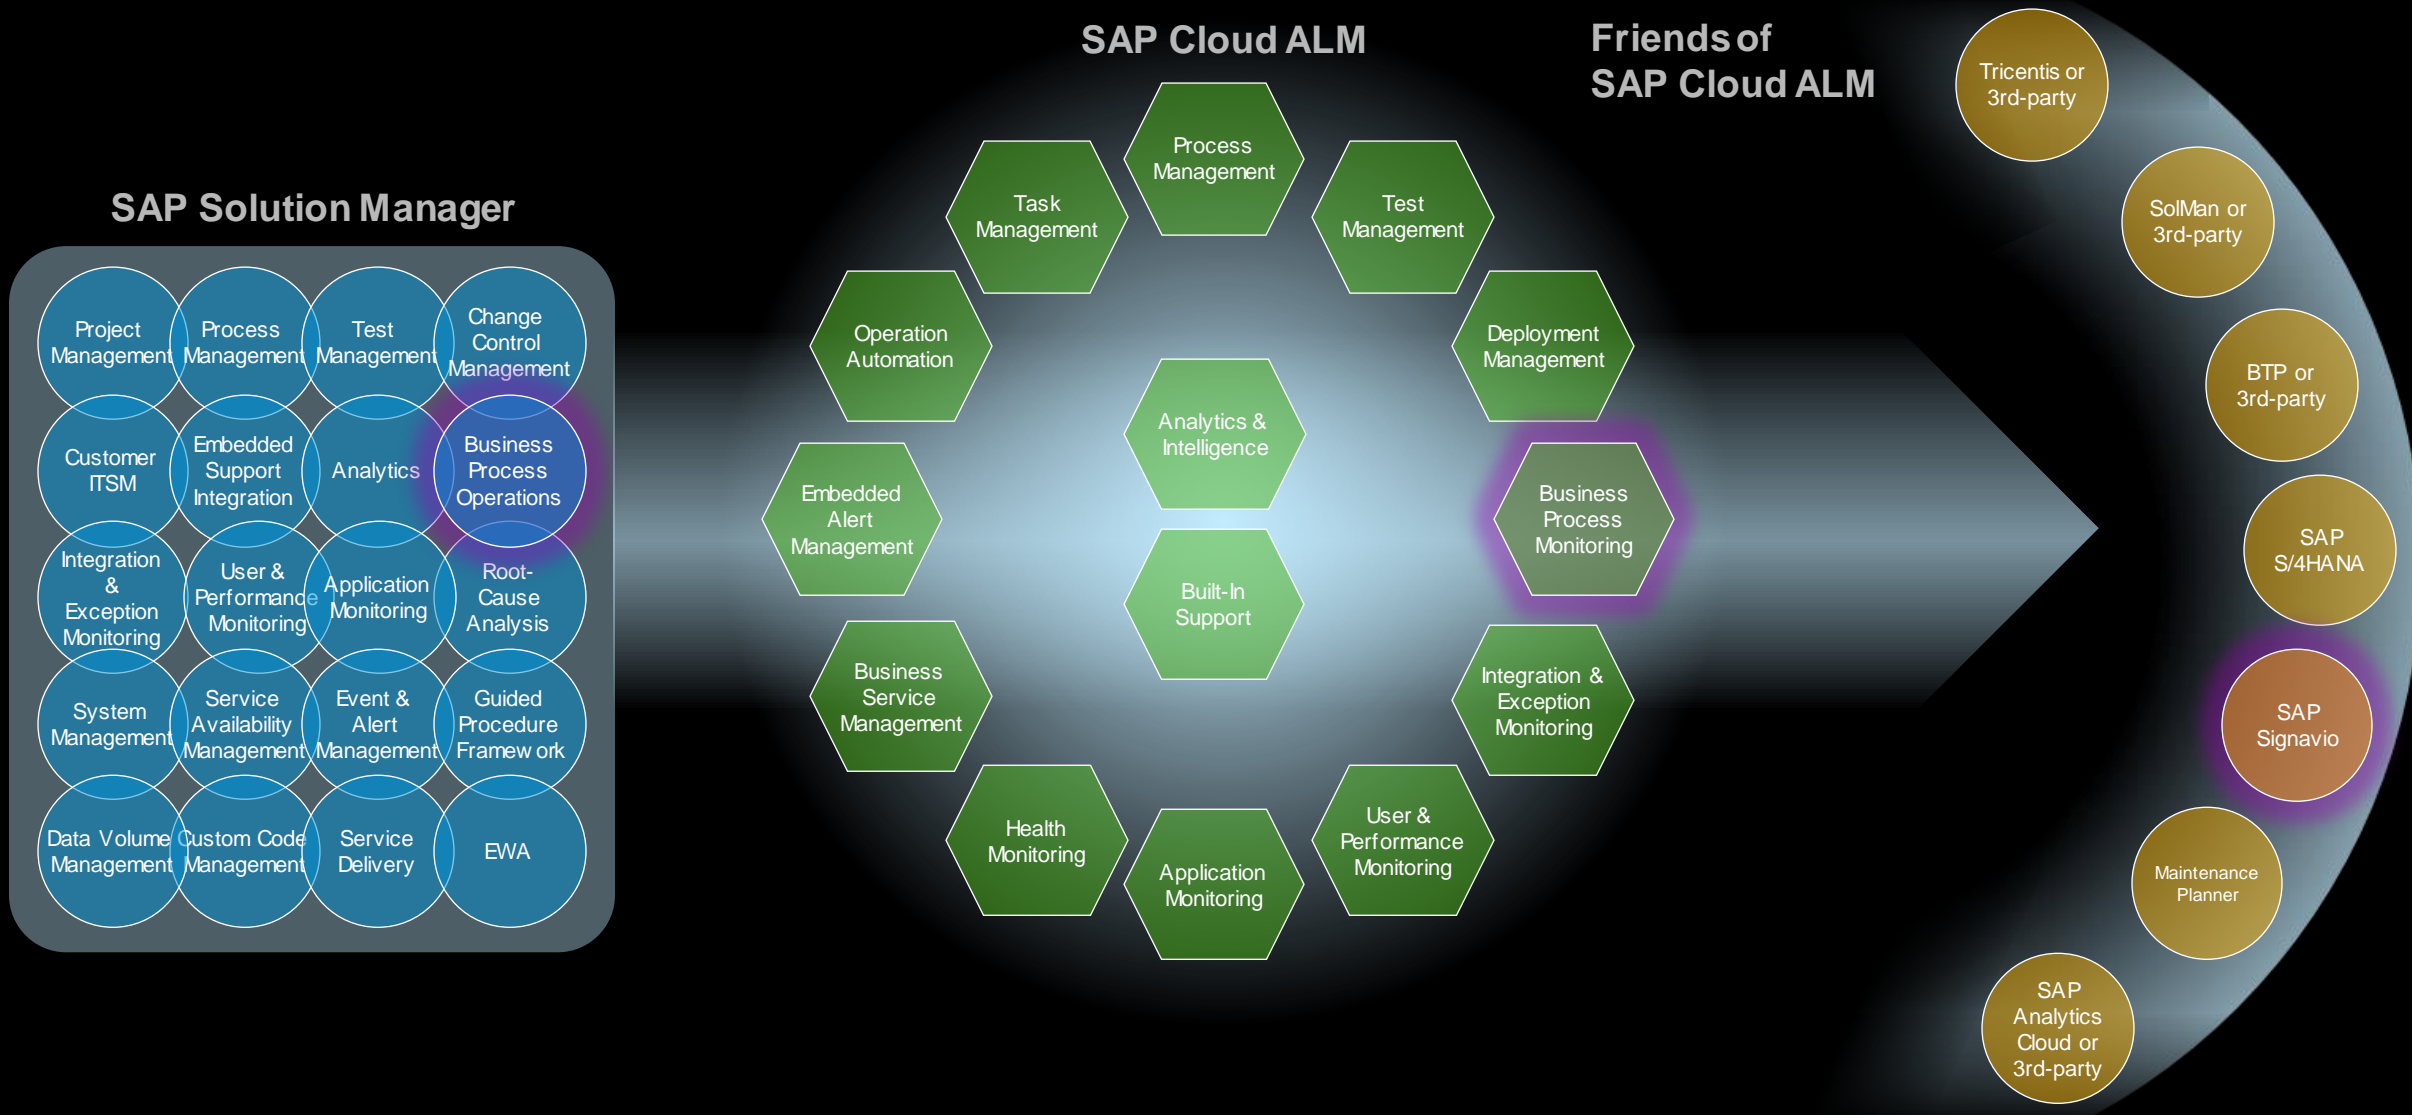 SAP Solution Manager
Project
Management
Process
Management
Test
Management
Change
Control
Management
Customer
ITSM
Embedded
Support
Integration
Analytics
Business
Process
Operations
Integration
&
Exception
Monitoring
User &
Performance
Monitoring
Application
Monitoring
Root-
Cause
Analysis
System
Management
Service
Availability
Management
Event &
Alert
Management
Guided
Procedure
Framework
Data Volume
Management
Custom Code
Management
Service
Delivery
EWA
SAP Cloud ALM
Process
Management
Task
Management
Test
Management
Operation
Automation
Deployment
Management
Analytics &
Intelligence
Embedded
Alert
Management
Business
Process
Monitoring
Built-In
Support
Business
Service
Management
Integration &
Exception
Monitoring
Health
Monitoring
Application
Monitoring
User &
Performance
Monitoring
Friends of
SAP Cloud ALM
Tricentis or
3rd-party
SolMan or
3rd-party
BTP or
3rd-party
SAP
S/4HANA
SAP
Signavio
Maintenance
Planner
SAP
Analytics
Cloud or
3rd-party